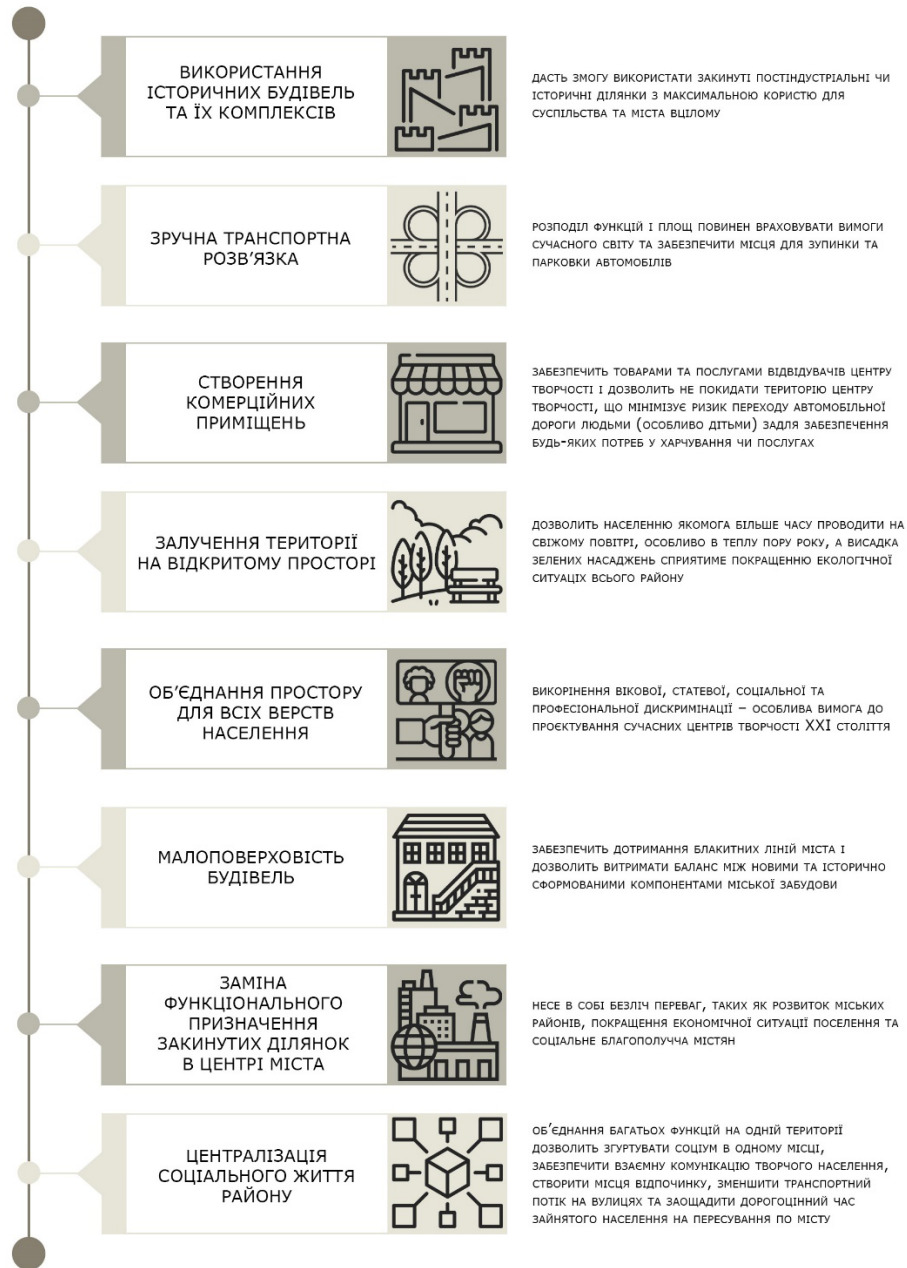 ВИКОРИСТАННЯ
ІСТОРИЧНИХ БУДІВЕЛЬ
ТА ЇХ КОМПЛЕКСІВ
ДАСТЬ ЗМОГУ ВИКОРИСТАТИ ЗАКИНУТІ ПОСТІНДУСТРІАЛЬНІ ЧИ
ІСТОРИЧНІ ДІЛЯНКИ З МАКСИМАЛЬНОЮ КОРИСТЮ ДЛЯ
СУСПІЛЬСТВА ТА МІСТА ВЦІЛОМУ
ЗРУЧНА ТРАНСПОРТНА
РОЗВ'ЯЗКА
РОЗПОДІЛ ФУНКЦІЙ І ПЛОЩ ПОВИНЕН ВРАХОВУВАТИ ВИМОГИ
СУЧАСНОГО СВІТУ ТА ЗАБЕЗПЕЧИТИ МІСЦЯ ДЛЯ ЗУПИНКИ ТА
ПАРКОВКИ АВТОМОБІЛІВ
СТВОРЕННЯ
КОМЕРЦІЙНИХ
ПРИМІЩЕНЬ
ЗАБЕЗПЕЧИТЬ ТОВАРАМИ ТА ПОСЛУГАМИ ВІДВІДУВАЧІВ ЦЕНТРУ
ТВОРЧОСТІ І ДОЗВОЛИТЬ НЕ ПОКИДАТИ ТЕРИТОРІЮ ЦЕНТРУ
ТВОРЧОСТІ, ЩО МІНІМІЗУЄ РИЗИК ПЕРЕХОДУ АВТОМОБІЛЬНОЇ
ДОРОГИ ЛЮДЬМИ (ОСОБЛИВО ДІТЬМИ) ЗАДЛЯ ЗАБЕЗПЕЧЕННЯ
БУДЬ-ЯКИХ ПОТРЕБ У ХАРЧУВАННЯ ЧИ ПОСЛУГАХ
ЗАЛУЧЕННЯ ТЕРИТОРІЇ
НА ВІДКРИТОМУ ПРОСТОРІ
ДОЗВОЛИТЬ НАСЕЛЕННЮ ЯКОМОГА БІЛЬШЕ ЧАСУ ПРОВОДИТИ НА
СВІЖОМУ ПОВІТРІ, ОСОБЛИВО В ТЕПЛУ ПОРУ РОКУ, А ВИСАДКА
ЗЕЛЕНИХ НАСАДЖЕНЬ СПРИЯТИМЕ ПОКРАЩЕННЮ ЕКОЛОГІЧНОЇ
СИТУАЦІХ ВСЬОГО РАЙОНУ
ОБ'ЄДНАННЯ ПРОСТОРУ
ДЛЯ ВСІХ ВЕРСТВ
НАСЕЛЕННЯ
ВИКОРІНЕННЯ ВІКОВОЇ, СТАТЕВОЇ, СОЦІАЛЬНОЇ ТА
ПРОФЕСІОНАЛЬНОЇ ДИСКРИМІНАЦІЇ – ОСОБЛИВА ВИМОГА ДО
ПРОЄКТУВАННЯ СУЧАСНИХ ЦЕНТРІВ ТВОРЧОСТІ XXI СТОЛІТТЯ
МАЛОПОВЕРХОВІСТЬ
БУДІВЕЛЬ
ЗАБЕЗПЕЧИТЬ ДОТРИМАННЯ БЛАКИТНИХ ЛІНІЙ МІСТА І
ДОЗВОЛИТЬ ВИТРИМАТИ БАЛАНС МІЖ НОВИМИ ТА ІСТОРИЧНО
СФОРМОВАНИМИ КОМПОНЕНТАМИ МІСЬКОЇ ЗАБУДОВИ
ЗАМІНА
ФУНКЦІОНАЛЬНОГО
ПРИЗНАЧЕННЯ
ЗАКИНУТИХ ДІЛЯНОК
В ЦЕНТРІ МІСТА
НЕСЕ В СОБІ БЕЗЛІЧ ПЕРЕВАГ, ТАКИХ ЯК РОЗВИТОК МІСЬКИХ
РАЙОНІВ, ПОКРАЩЕННЯ ЕКОНОМІЧНОЇ СИТУАЦІЇ ПОСЕЛЕННЯ ТА
СОЦІАЛЬНЕ БЛАГОПОЛУЧЧА МІСТЯН
ЦЕНТРАЛІЗАЦІЯ
СОЦІАЛЬНОГО ЖИТТЯ
РАЙОНУ
ОБ'ЄДНАННЯ БАГАТЬОХ ФУНКЦІЙ НА ОДНІЙ ТЕРИТОРІЇ
ДОЗВОЛИТЬ ЗГУРТУВАТИ СОЦІУМ В ОДНОМУ МІСЦІ,
ЗАБЕЗПЕЧИТИ ВЗАЄМНУ КОМУНІКАЦІЮ ТВОРЧОГО НАСЕЛЕННЯ,
СТВОРИТИ МІСЦЯ ВІДПОЧИНКУ, ЗМЕНШИТИ ТРАНСПОРТНИЙ
ПОТІК НА ВУЛИЦЯХ ТА ЗАОЩАДИТИ ДОРОГОЦІННИЙ ЧАС
ЗАЙНЯТОГО НАСЕЛЕННЯ НА ПЕРЕСУВАННЯ ПО МІСТУ